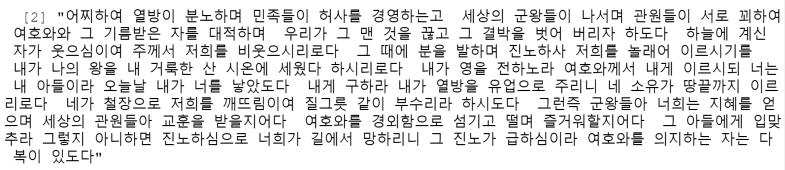 [2] "어찌하여 열방이 분노하며 민족들이 허사를 경영하는고  세상의 군왕들이 나서며 관원들이 서로 꾀하여
여호와와 그 기름받은 자를 대적하며  우리가 그 맨 것을 끊고 그 결박을 벗어 버리자 하도다  하늘에 계신
자가 웃으심이여 주께서 저희를 비웃으시리로다  그 때에 분을 발하며 진노하사 저희를 놀래어 이르시기를
내가 나의 왕을 내 거룩한 산 시온에 세웠다 하시리로다  내가 영을 전하노라 여호와께서 내게 이르시되 너는
내 아들이라 오늘날 내가 너를 낳았도다  내게 구하라 내가 열방을 유업으로 주리니 네 소유가 땅끝까지 이르
리로다  네가 철장으로 저희를 깨뜨림이여 질그릇 같이 부수리라 하시도다  그런즉 군왕들아 너희는 지혜를 얻
으며 세상의 관원들아 교훈을 받을지어다  여호와를 경외함으로 섬기고 떨며 즐거워할지어다  그 아들에게 입맞
추라 그렇지 아니하면 진노하심으로 너희가 길에서 망하리니 그 진노가 급하심이라 여호와를 의지하는 자는 다
복이 있도다"